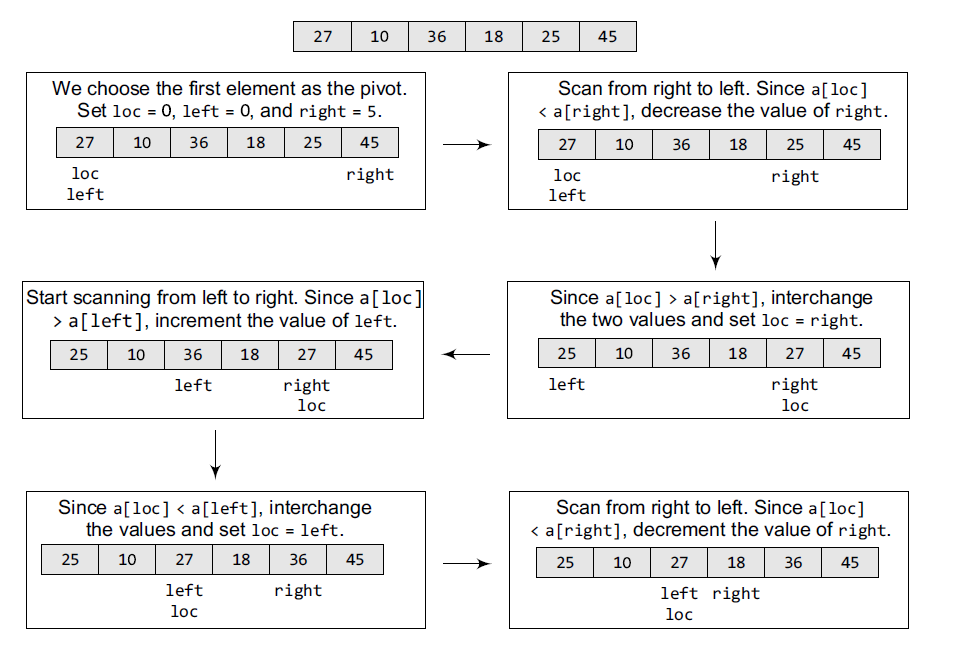 27 10 36 18 25 45
We choose the first element as the pivot.
Set loc = 0, left = 0, and right = 5.
27 10 36 18 25 45
loc right
left
Scan from right to left. Since a[loc]
< a[right], decrease the value of right.
27 10 36 18 25 45
loc right
left
Since a[loc] > a[right], interchange
the two values and set loc = right.
25 10 36 18 27 45
left right
loc
Start scanning from left to right. Since a[loc]
> a[left], increment the value of left.
25 10 36 18 27 45
left right
loc
Since a[loc] < a[left], interchange
the values and set loc = left.
25 10 27 18 36 45
left right
loc
Scan from right to left. Since a[loc]
< a[right], decrement the value of right.
25 10 27 18 36 45
left right
loc